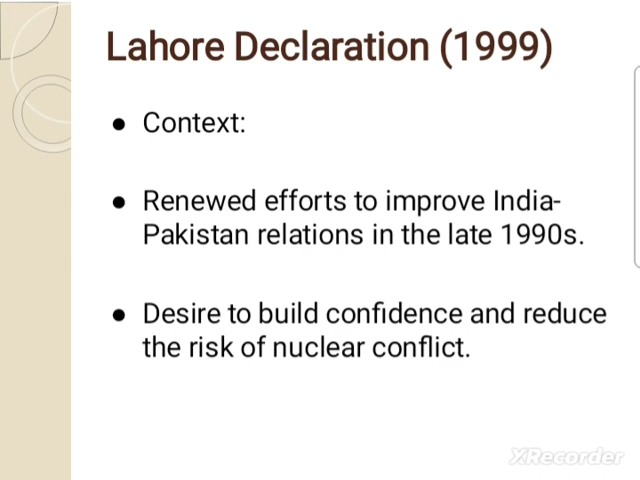 Lahore Declaration (1999)
● Context:
● Renewed efforts to improve India-
Pakistan relations in the late 1990s.
● Desire to build confidence and reduce
the risk of nuclear conflict.
XRecorder